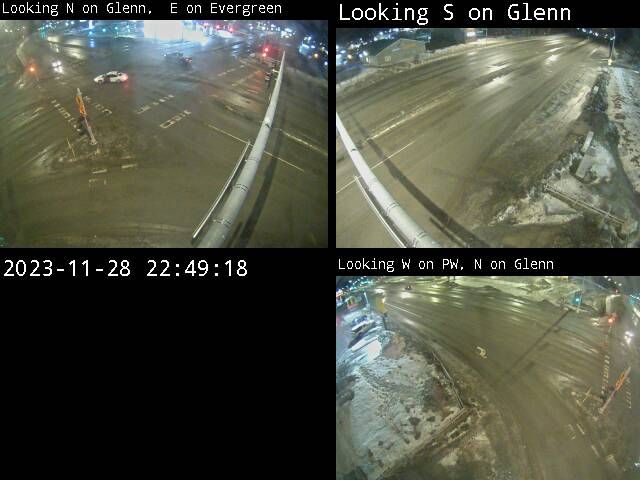 Looking N on Glenn,  E on Evergreen
Looking S on Glenn
2023-11-28 22:49:18
Looking W on PW, N on Glenn